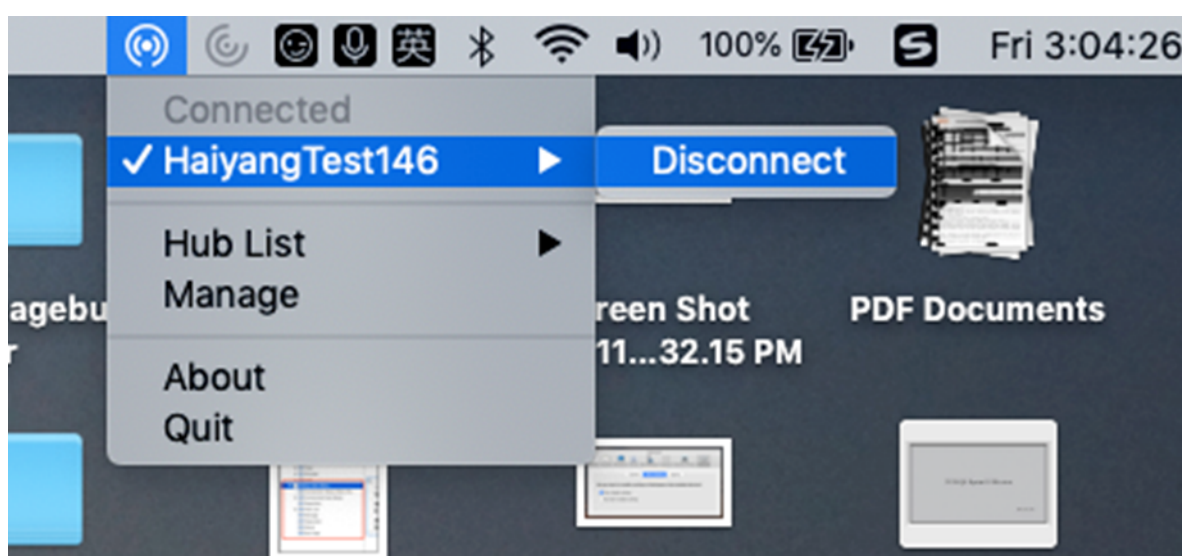 英 100% S Fri 3:04:26
Connected
HaiyangTest146
Disconnect
Hub List
Manage
About
Quit
agebu
r
reen Shot
11...32.15 PM
PDF Documents